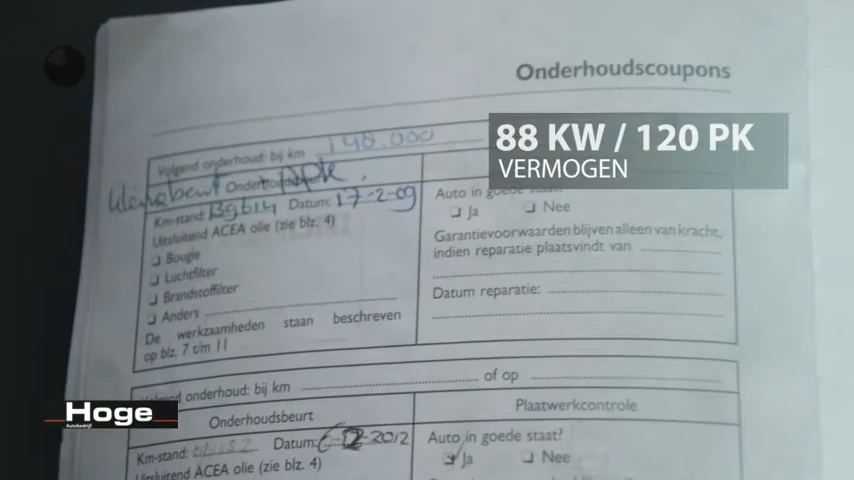 Onderhoudscoupons
88 KW / 120 PK
VERMOGEN
Volgend onderhoud: bij km 148.000
Onderhoudsbeurt
Km-stand: Datum: 17-2-09
Uitsluitend ACEA olie (zie blz. 4)
Bougie
Luchtfilter
Brandstoffilter
Anders
De werkzaamheden staan beschreven
op blz. 7 t/m 11
Auto in goede staat?
Ja Nee
Garantievoorwaarden blijven alleen van kracht,
indien reparatie plaatsvindt van
Datum reparatie:
Volgend onderhoud: bij km of op
Onderhoudsbeurt
Km-stand: Datum: 6-12-2012
Uitsluitend ACEA olie (zie blz. 4)
Plaatwerkcontrole
Auto in goede staat?
Ja Nee
Hoge
Autobedrijf